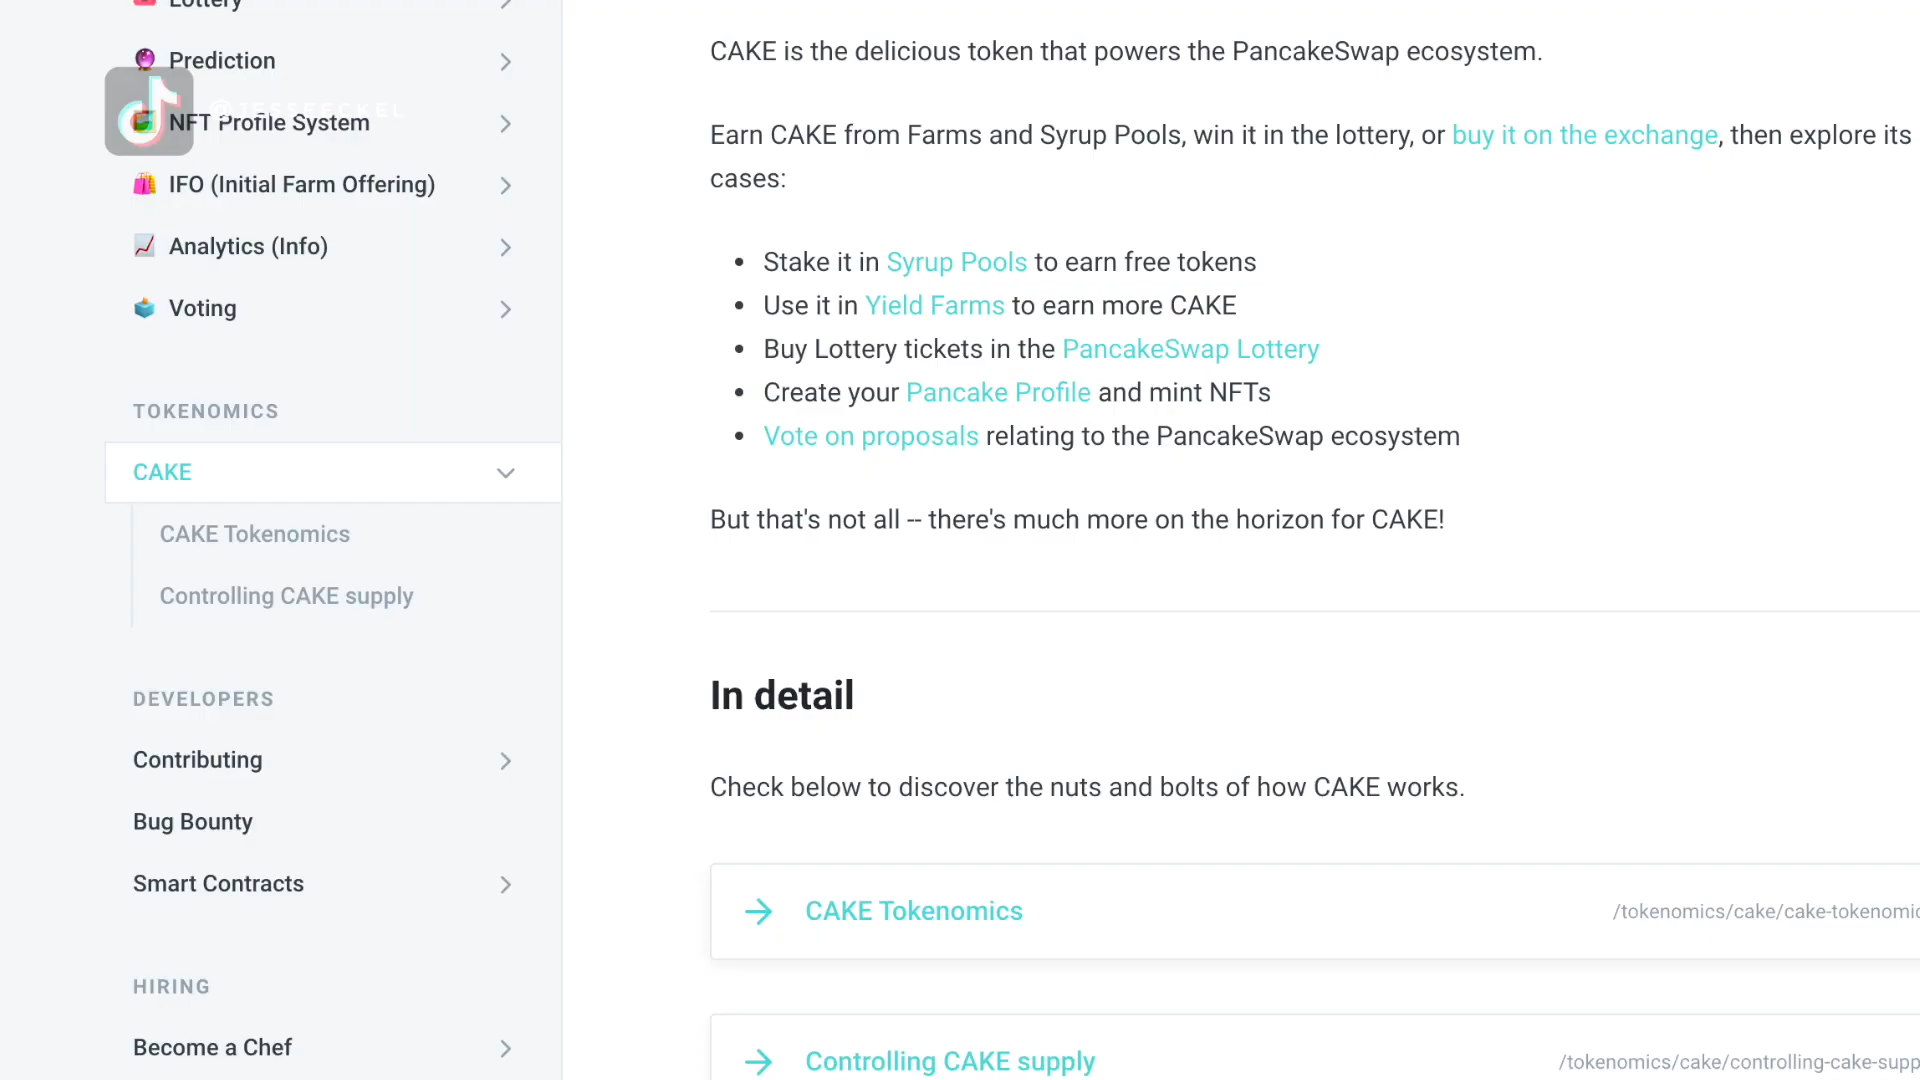 Lottery
Prediction
@JESSEECKEL
NFT Profile System
IFO (Initial Farm Offering)
Analytics (Info)
Voting
TOKENOMICS
CAKE
CAKE Tokenomics
Controlling CAKE supply
DEVELOPERS
Contributing
Bug Bounty
Smart Contracts
HIRING
Become a Chef
CAKE is the delicious token that powers the PancakeSwap ecosystem.
Earn CAKE from Farms and Syrup Pools, win it in the lottery, or buy it on the exchange, then explore its
cases:
• Stake it in Syrup Pools to earn free tokens
• Use it in Yield Farms to earn more CAKE
• Buy Lottery tickets in the PancakeSwap Lottery
• Create your Pancake Profile and mint NFTs
• Vote on proposals relating to the PancakeSwap ecosystem
But that's not all -- there's much more on the horizon for CAKE!
In detail
Check below to discover the nuts and bolts of how CAKE works.
CAKE Tokenomics
/tokenomics/cake/cake-tokenomic
Controlling CAKE supply
/tokenomics/cake/controlling-cake-supp